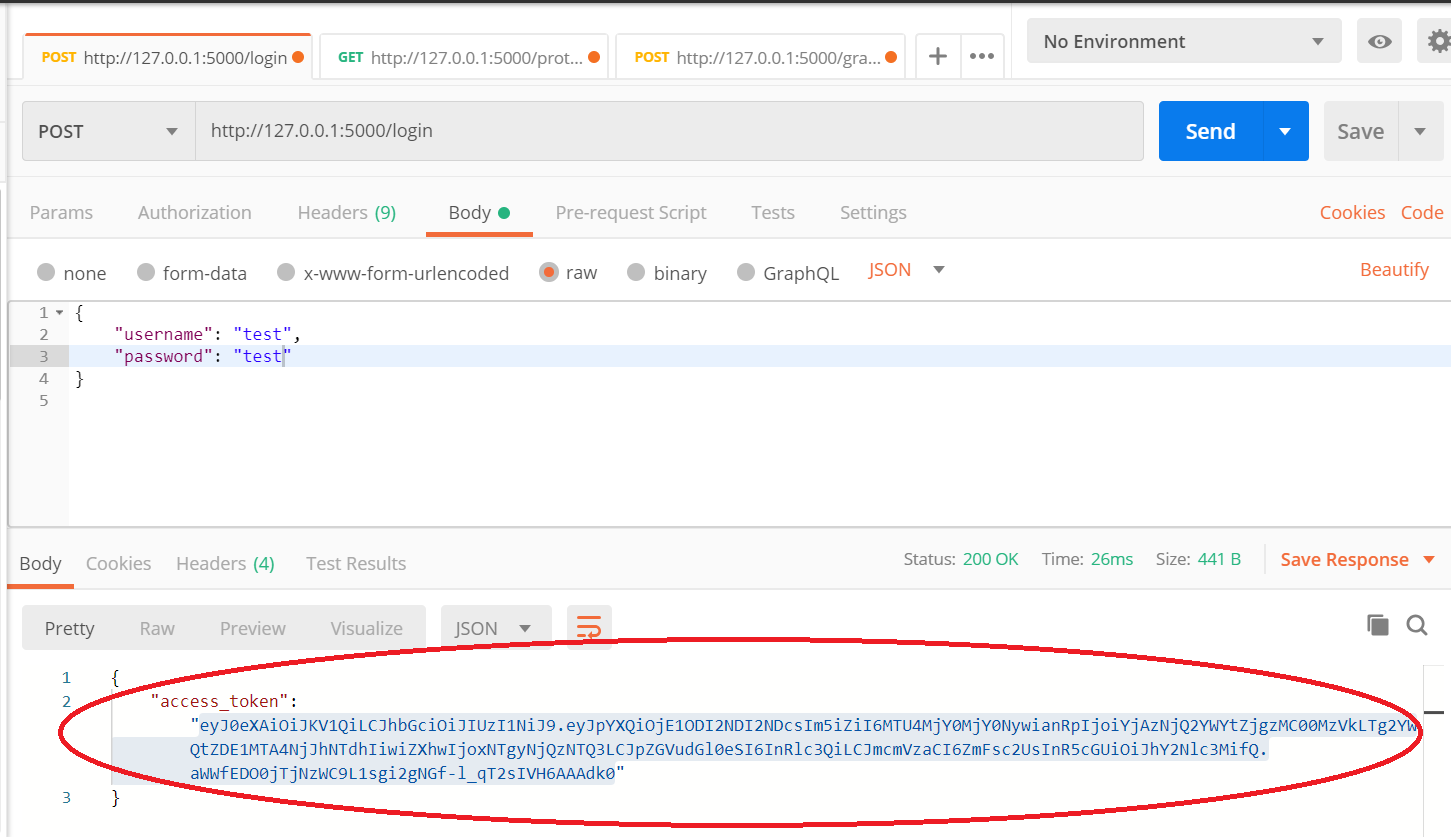 POST http://127.0.0.1:5000/login GET http://127.0.0.1:5000/prot... POST http://127.0.0.1:5000/gra... + ••• No Environment
POST http://127.0.0.1:5000/login Send Save
Params Authorization Headers (9) Body Pre-request Script Tests Settings Cookies Code
none form-data x-www-form-urlencoded raw binary GraphQL JSON Beautify
1 {
2 "username": "test",
3 "password": "test"
4 }
5
Body Cookies Headers (4) Test Results Status: 200 OK Time: 26ms Size: 441 B Save Response
Pretty Raw Preview Visualize JSON
1 {
2 "access_token":
"eyJ0eXAiOiJKV1QiLCJhbGciOiJIUzI1NiJ9.eyJpYXQiOjE1ODI2NDI2NDcsIm5iZiI6MTU4MjY0MjY0NywianRpIjoiYjAzNjQ2YWYtZjgzMC00MzVkLTg2YW
QtZDE1MTA4NjJhNTdhIiwiZXhwIjoxNTgyNjQzNTQ3LCJpZGVudGl0eSI6InRlc3QiLCJmcmVzaCI6ZmFsc2UsInR5cGUiOiJhY2Nlc3MifQ.
aWWfEDO0jTjNzWC9L1sgi2gNGf-l_qT2sIVH6AAAdk0"
3 }